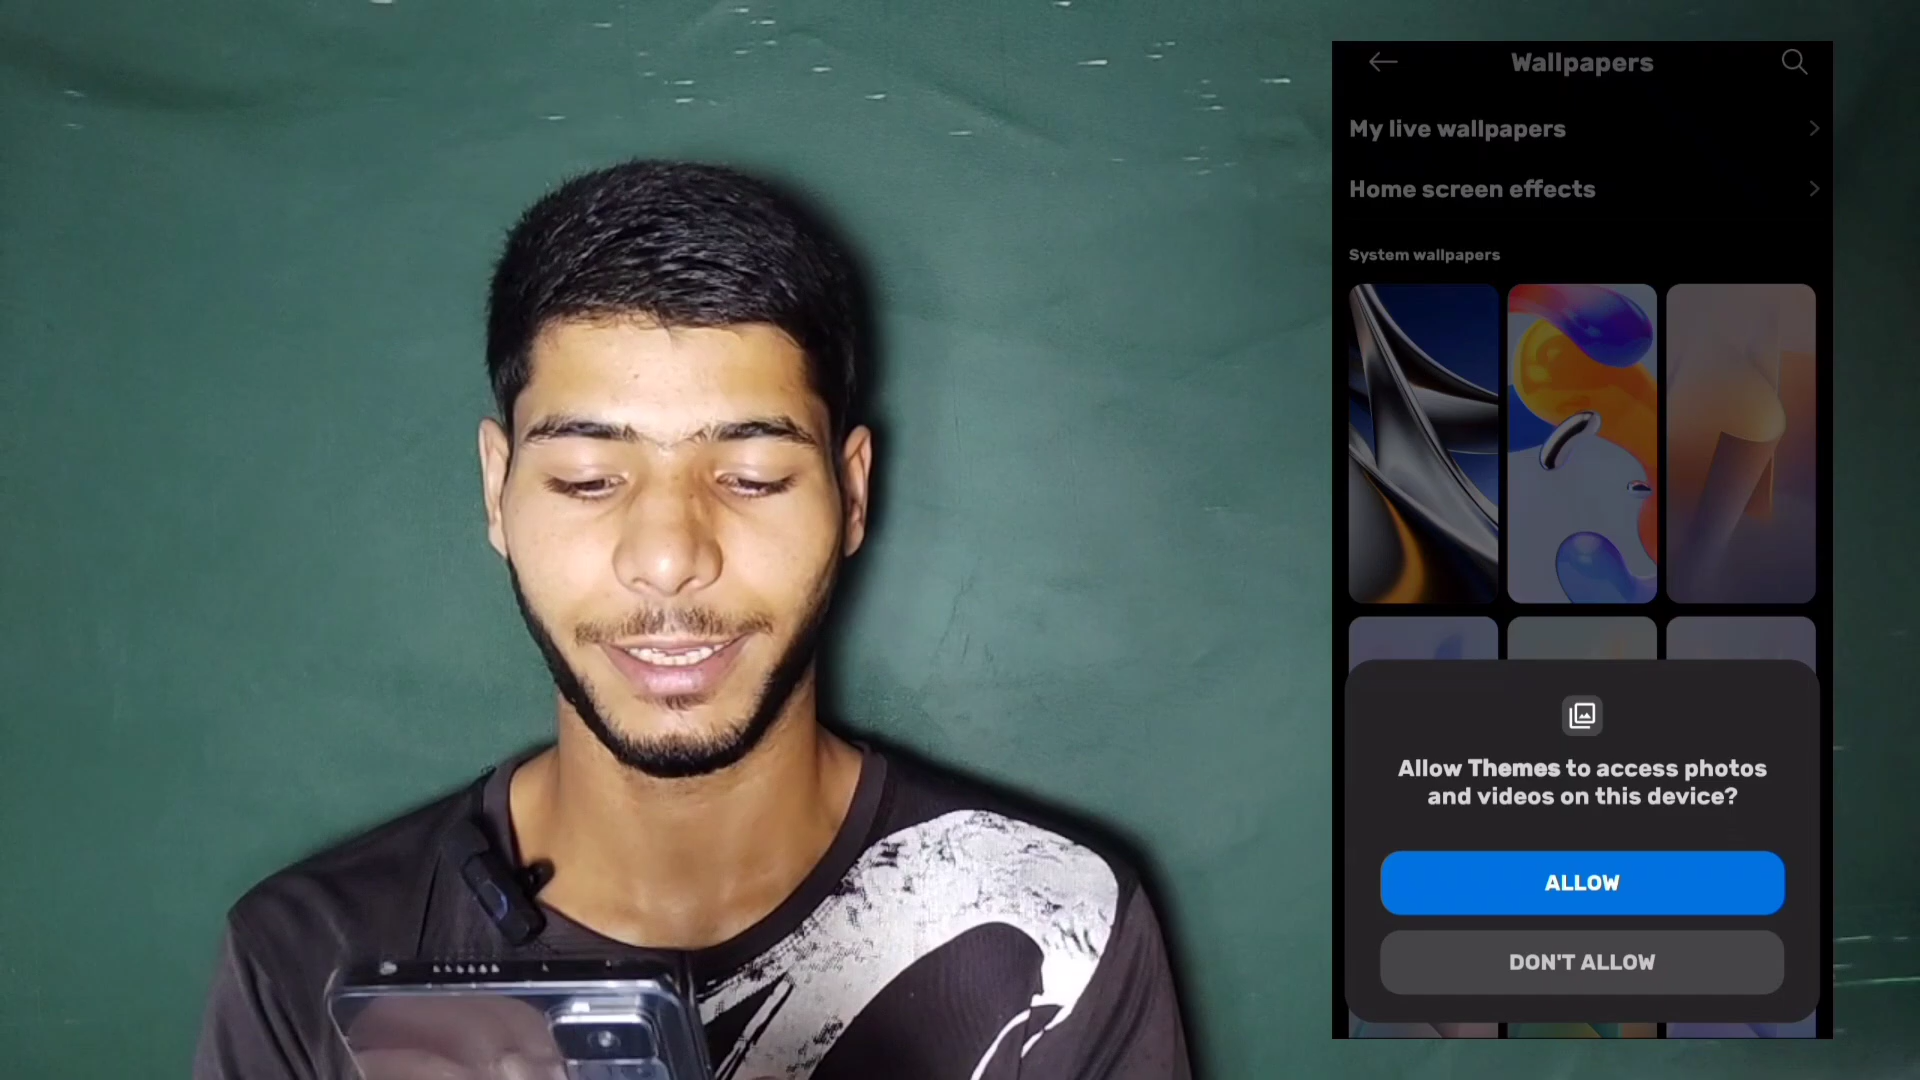 Wallpapers
My live wallpapers
Home screen effects
System wallpapers
Allow Themes to access photos
and videos on this device?
ALLOW
DON'T ALLOW